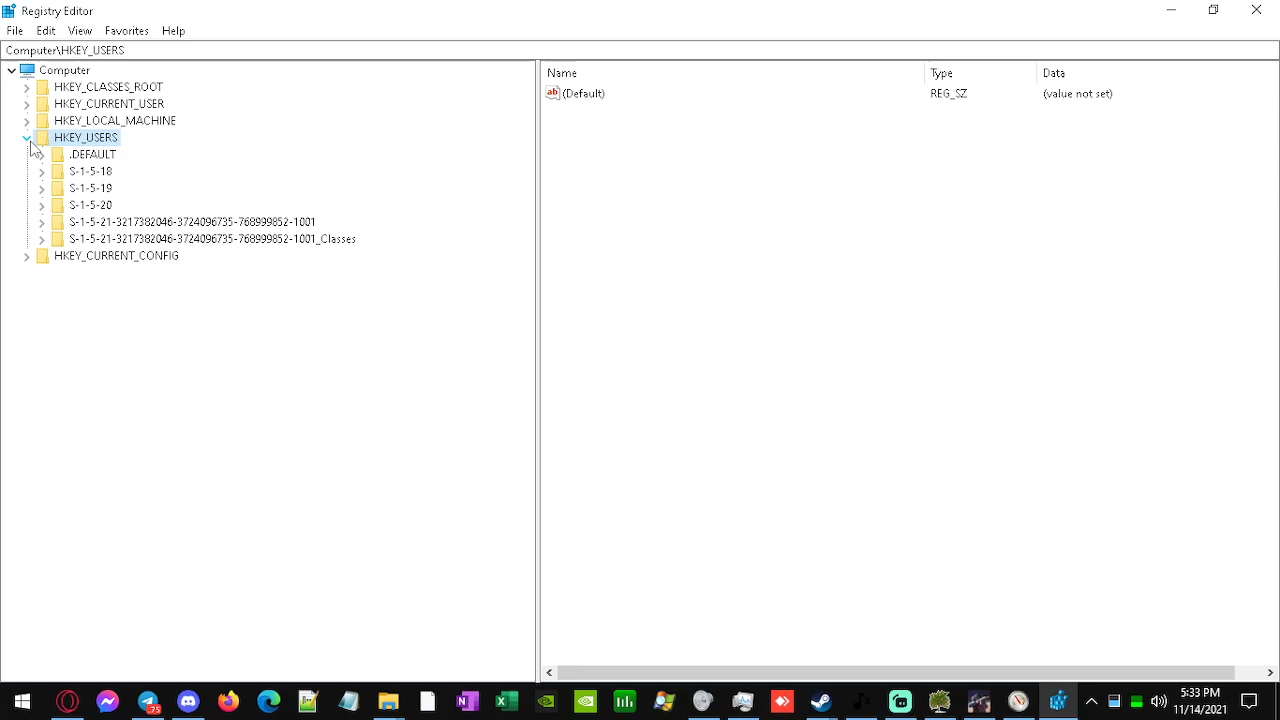 Registry Editor
File Edit View Favorites Help
Computer\HKEY_USERS
Computer
HKEY_CLASSES_ROOT
HKEY_CURRENT_USER
HKEY_LOCAL_MACHINE
HKEY_USERS
.DEFAULT
S-1-5-18
S-1-5-19
S-1-5-20
S-1-5-21-3217382046-3724096735-768999852-1001
S-1-5-21-3217382046-3724096735-768999852-1001_Classes
HKEY_CURRENT_CONFIG
Name Type Data
ab (Default) REG_SZ (value not set)
75
5:33 PM
11/14/2021